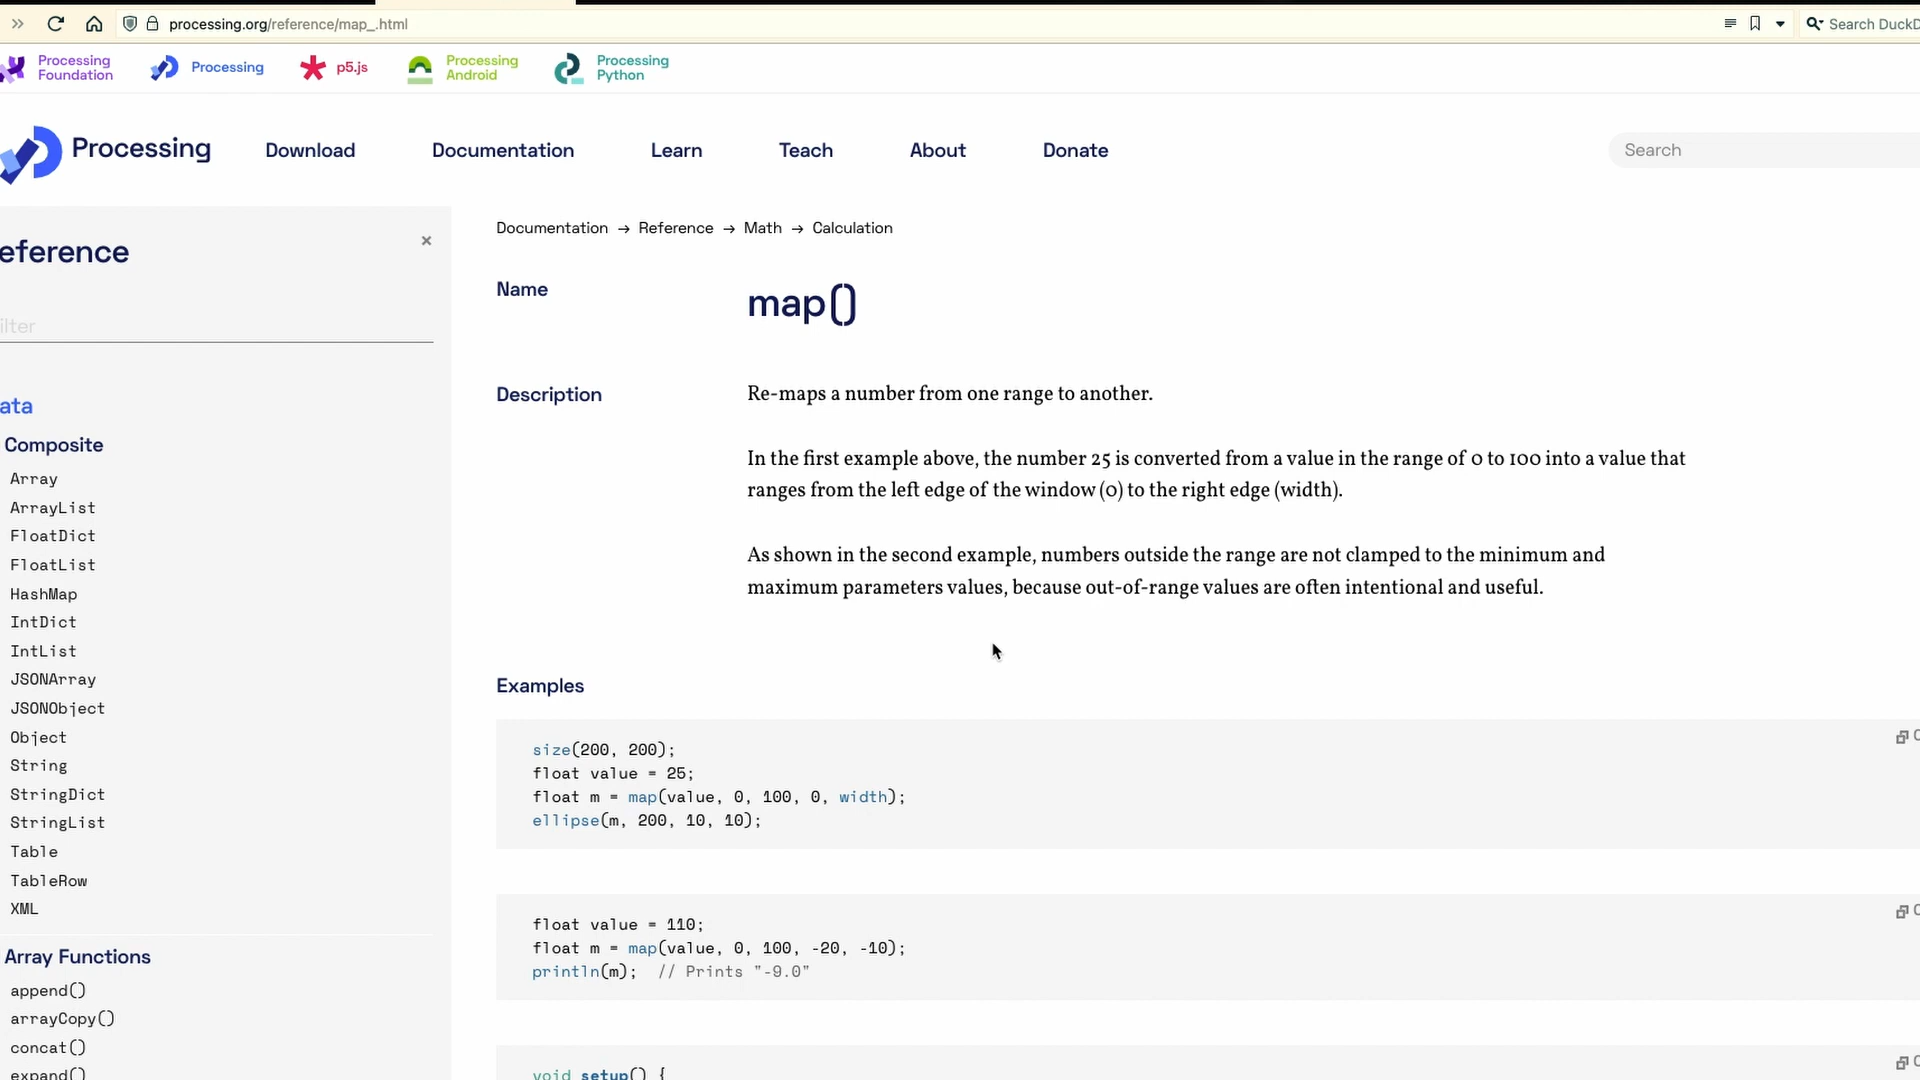 processing.org/reference/map_.html
Search DuckD
Processing
Foundation
Processing
p5.js
Processing
Android
Processing
Python
Processing
Download
Documentation
Learn
Teach
About
Donate
Search
eference
ilter
ata
Composite
Array
ArrayList
FloatDict
FloatList
HashMap
IntDict
IntList
JSONArray
JSONObject
Object
String
StringDict
StringList
Table
TableRow
XML
Array Functions
append()
arrayCopy()
concat()
expand()
Documentation → Reference → Math → Calculation
Name
map()
Description
Re-maps a number from one range to another.
In the first example above, the number 25 is converted from a value in the range of 0 to 100 into a value that
ranges from the left edge of the window (0) to the right edge (width).
As shown in the second example, numbers outside the range are not clamped to the minimum and
maximum parameters values, because out-of-range values are often intentional and useful.
Examples
size(200, 200);
float value = 25;
float m = map(value, 0, 100, 0, width);
ellipse(m, 200, 10, 10);
float value = 110;
float m = map(value, 0, 100, -20, -10);
println(m);  // Prints "-9.0"
void setup() {